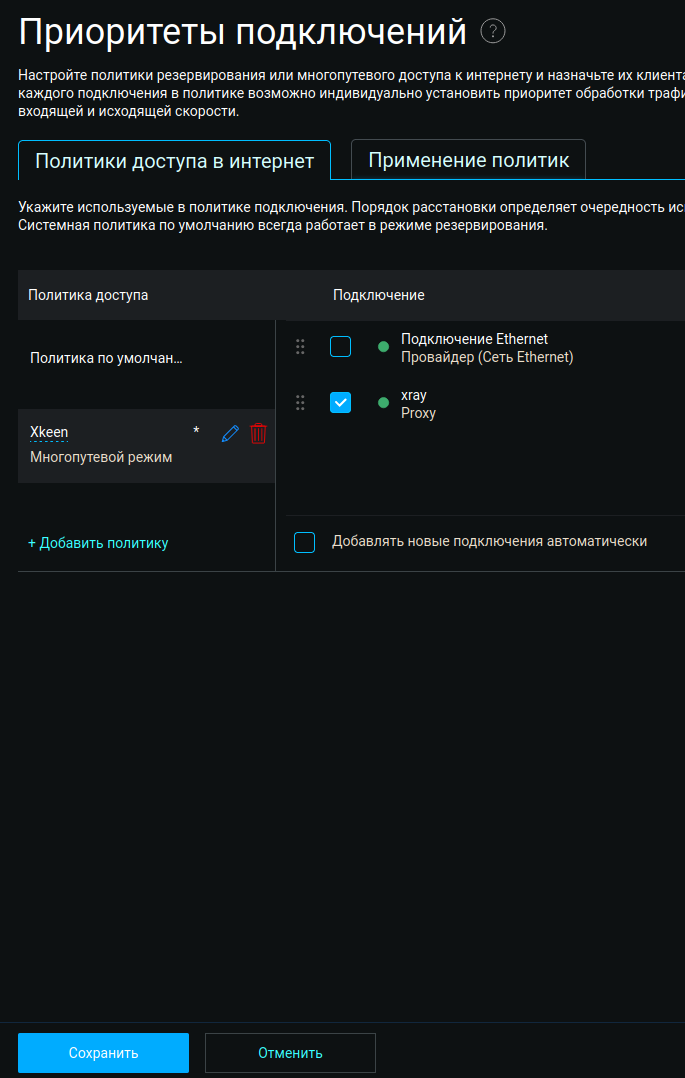 Приоритеты подключений ?
Настройте политики резервирования или многопутевого доступа к интернету и назначьте их
каждого подключения в политике возможно индивидуально установить приоритет обработки
входящей и исходящей скорости.
Политики доступа в интернет
Применение политик
Укажите используемые в политике подключения. Порядок расстановки определяет очередность
Системная политика по умолчанию всегда работает в режиме резервирования.
Политика доступа
Подключение
Политика по умолчан...
Xkeen *
Многопутевой режим
+ Добавить политику
Подключение Ethernet
Провайдер (Сеть Ethernet)
xray
Proxy
Добавлять новые подключения автоматически
Сохранить
Отменить